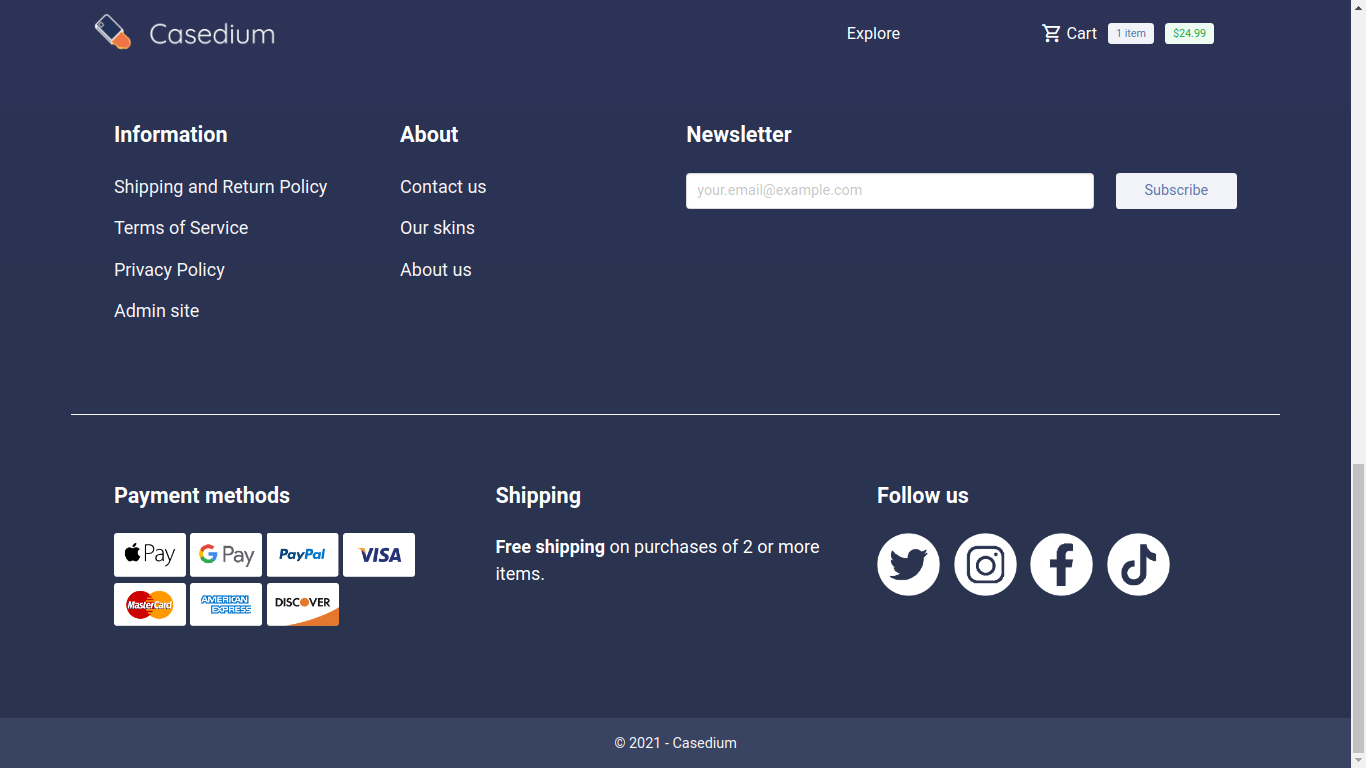 Casedium
Explore
Cart
1 item
$24.99
Information
Shipping and Return Policy
Terms of Service
Privacy Policy
Admin site
About
Contact us
Our skins
About us
Newsletter
your.email@example.com
Subscribe
Payment methods
Pay
G Pay
PayPal
VISA
MasterCard
AMERICAN
EXPRESS
DISCOVER
Shipping
Free shipping on purchases of 2 or more
items.
Follow us
© 2021 - Casedium